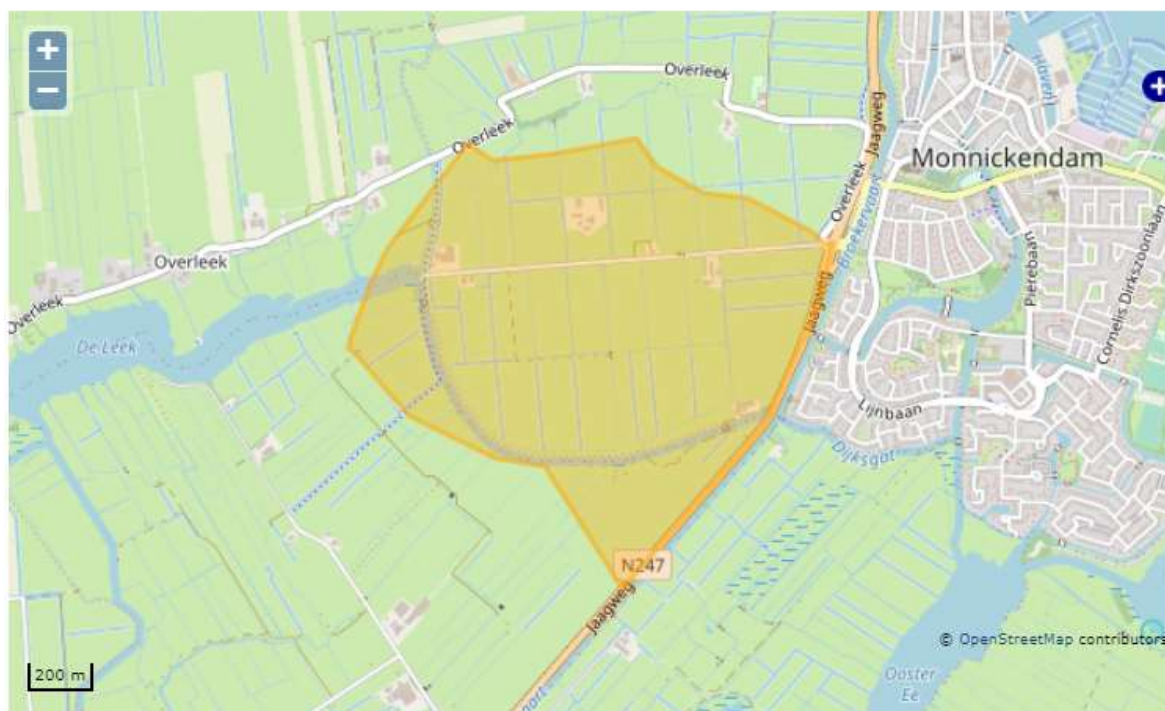 +
−
Overleek
Jaagweg
Haven
+
Overleek
Monnickendam
Overleek
Broekervaart
Overleek
Pierebaan
Cornelis Dirkszoonlaan
Overleek
Jaagweg
De Leek
Lijnbaan
Dijksgat
N247
Jaagweg
© OpenStreetMap contributors
200 m
Ooster
Ee